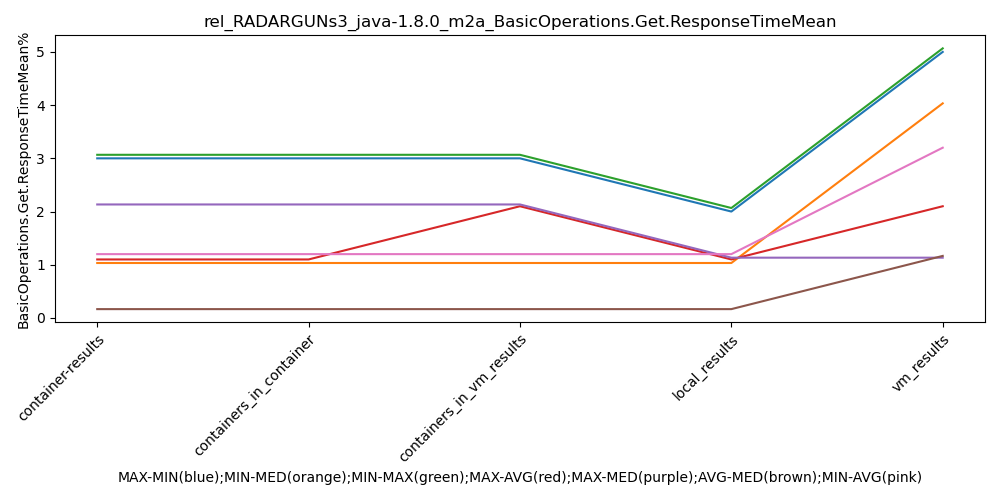 rel_RADARGUNs3_java-1.8.0_m2a_BasicOperations.Get.ResponseTimeMean
BasicOperations.Get.ResponseTimeMean%
5
4
3
2
1
0
container-results
containers_in_container
containers_in_vm_results
local_results
vm_results
MAX-MIN(blue);MIN-MED(orange);MIN-MAX(green);MAX-AVG(red);MAX-MED(purple);AVG-MED(brown);MIN-AVG(pink)